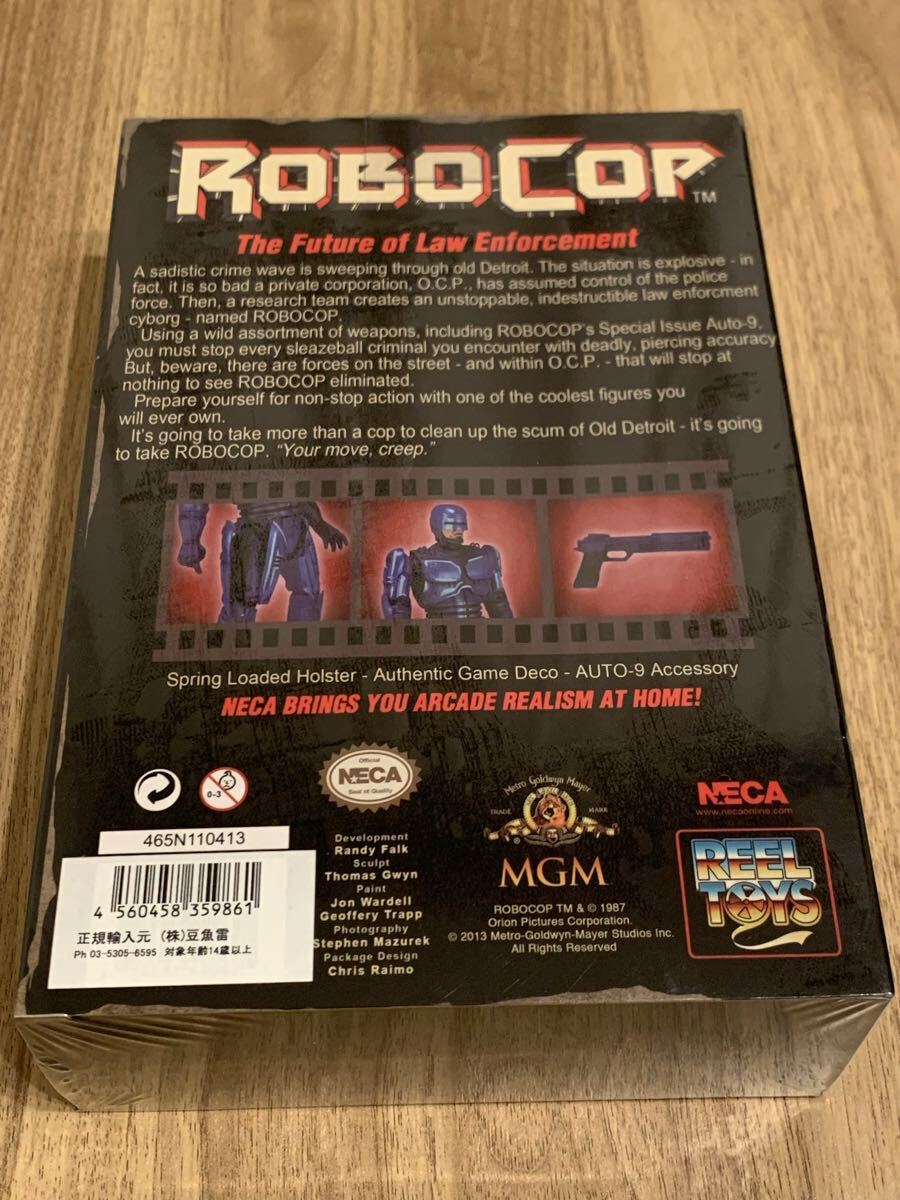 ROBOCOP™
The Future of Law Enforcement
A sadistic crime wave is sweeping through old Detroit. The situation is explosive - in
fact, it is so bad a private corporation, O.C.P., has assumed control of the police
force. Then, a research team creates an unstoppable, indestructible law enforcment
cyborg - named ROBOCOP.
Using a wild assortment of weapons, including ROBOCOP's Special Issue Auto-9,
you must stop every sleazeball criminal you encounter with deadly, piercing accuracy
But, beware, there are forces on the street - and within O.C.P. - that will stop at
nothing to see ROBOCOP eliminated.
Prepare yourself for non-stop action with one of the coolest figures you
will ever own.
It's going to take more than a cop to clean up the scum of Old Detroit - it's going
to take ROBOCOP. “Your move, creep.”
Spring Loaded Holster - Authentic Game Deco - AUTO-9 Accessory
NECA BRINGS YOU ARCADE REALISM AT HOME!
0-3
Official
NECA
Seal of Quality
465N110413
4 560458 359861
正規輸入元 (株)豆魚雷
Ph 03-5305-6595 対象年齢14歳以上
Development
Randy Falk
Sculpt
Thomas Gwyn
Paint
Jon Wardell
Geoffery Trapp
Photography
Stephen Mazurek
Package Design
Chris Raimo
Metro Goldwyn Mayer
TRADE MARK
MGM
ROBOCOP TM & © 1987
Orion Pictures Corporation.
© 2013 Metro-Goldwyn-Mayer Studios Inc.
All Rights Reserved
NECA
www.necaonline.com
REEL
TOYS